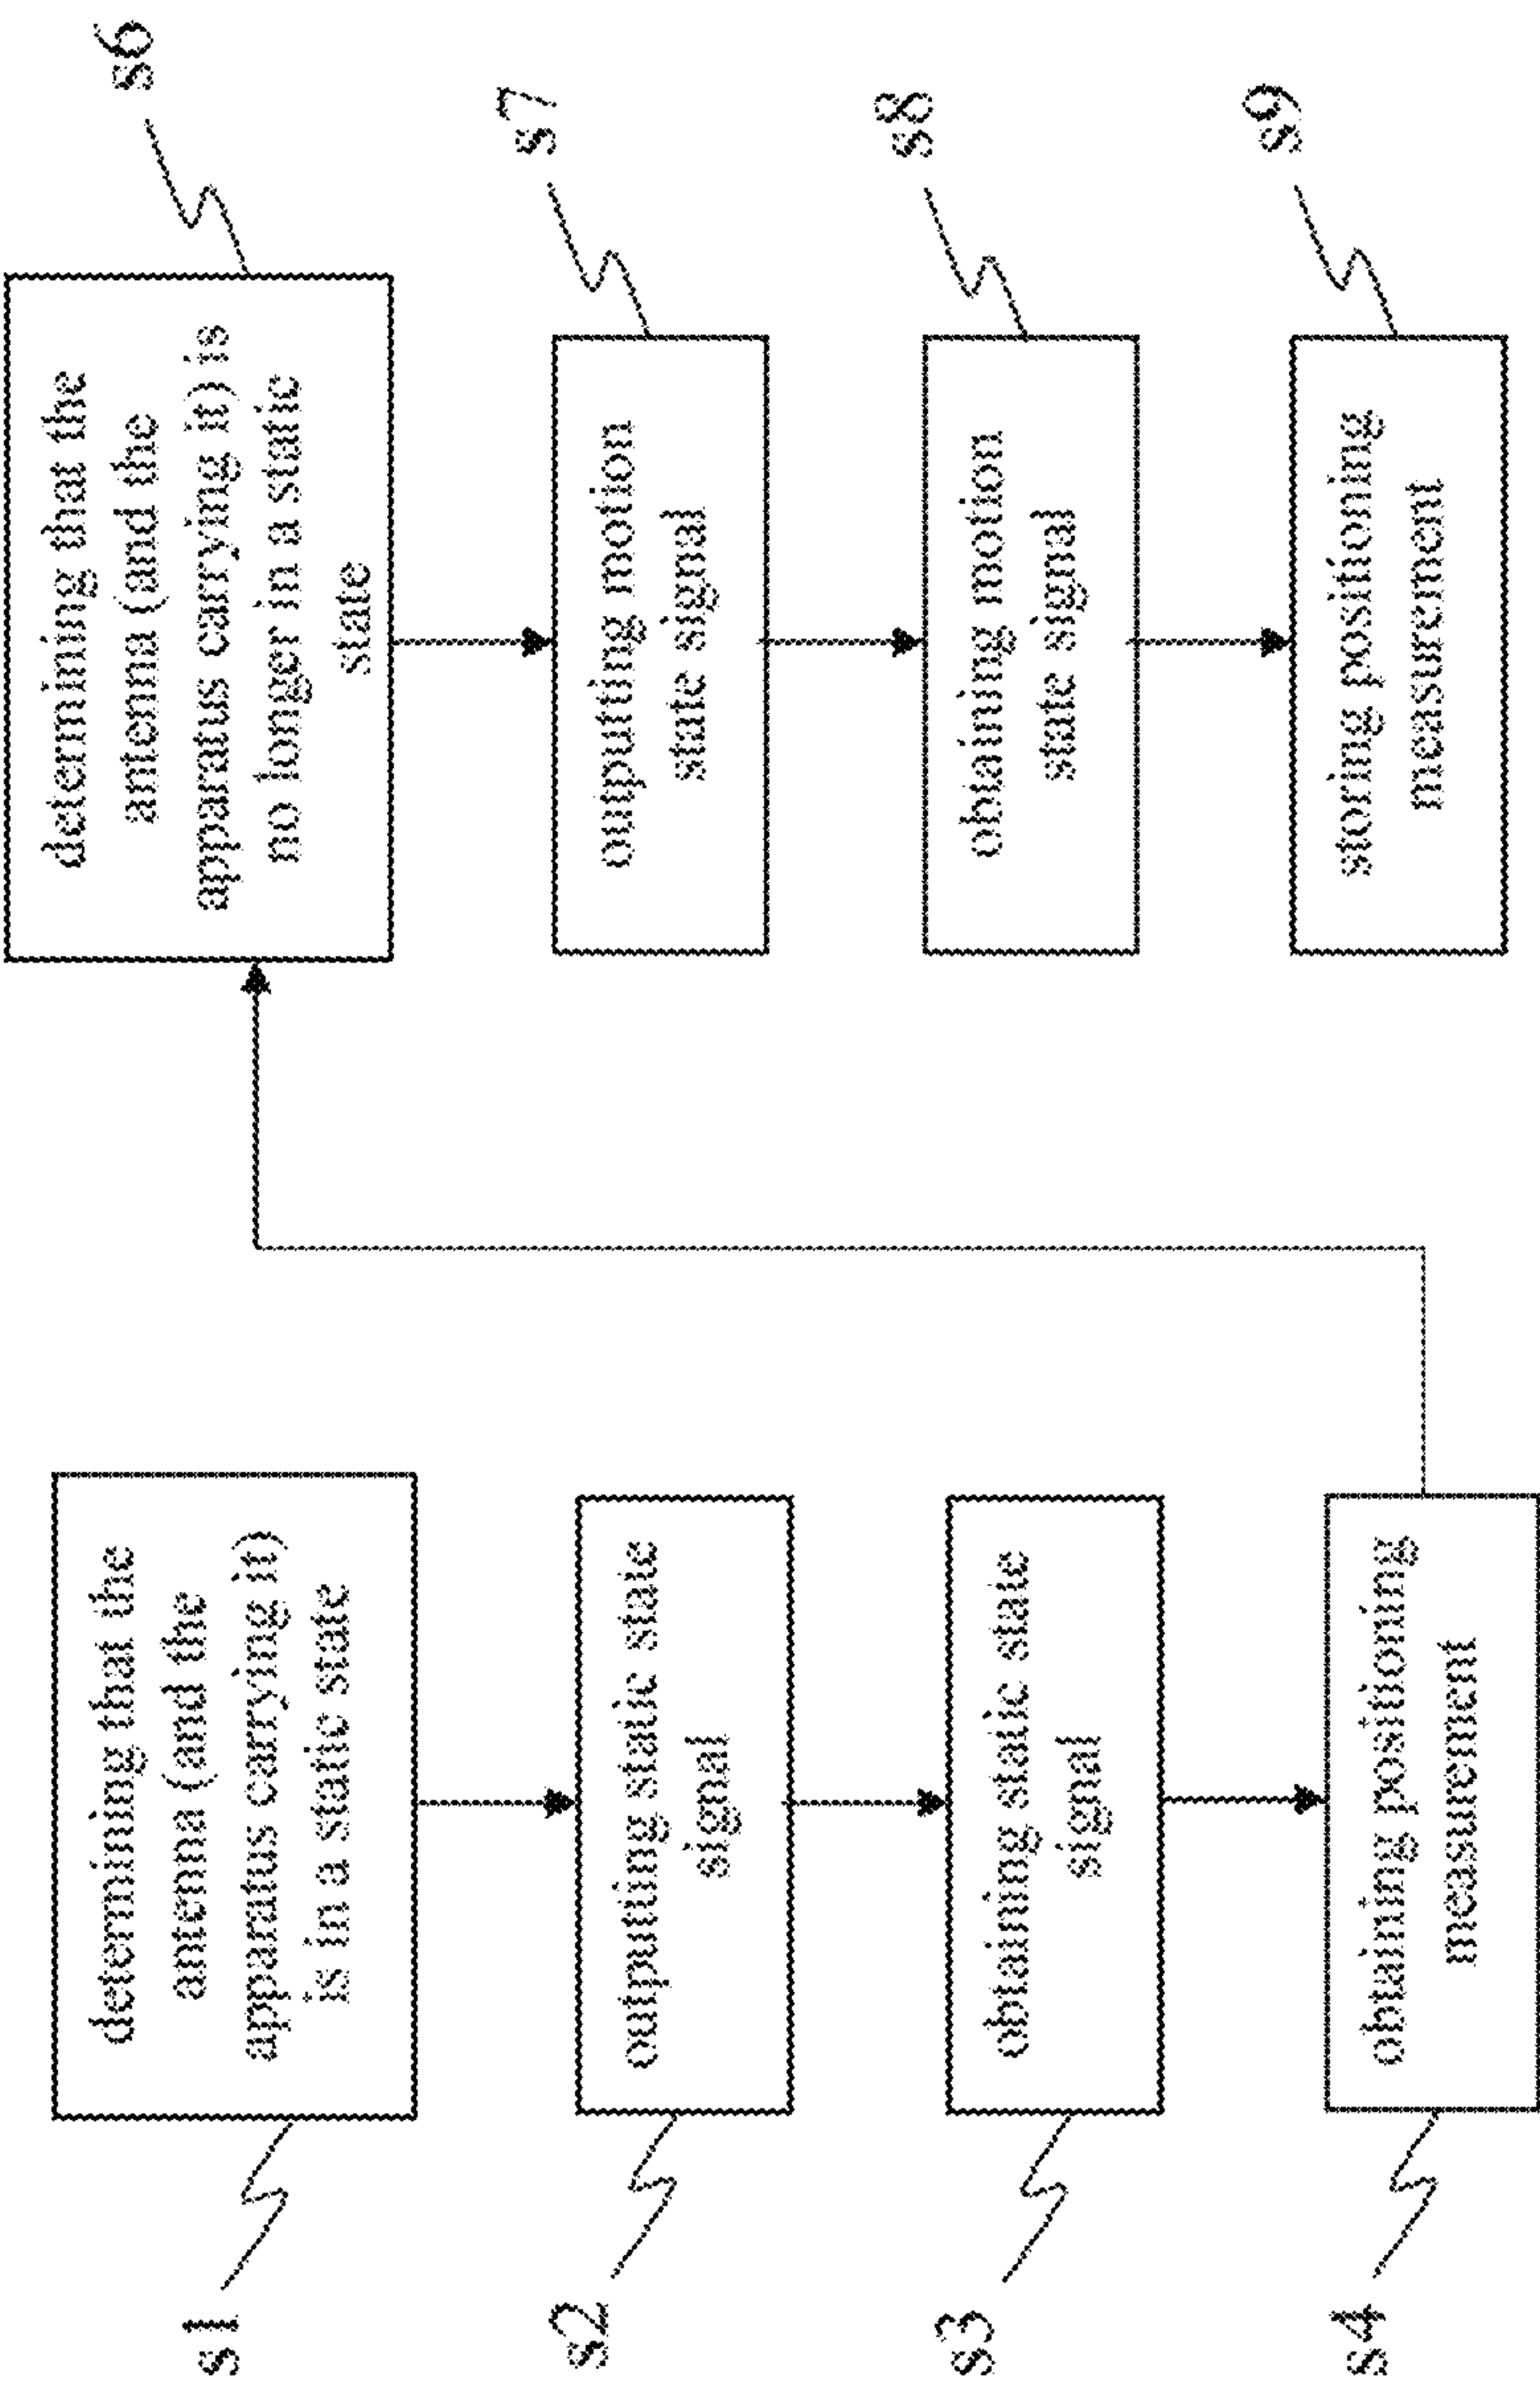 s1
determining that the
antenna (and the
apparatus carrying it)
is in a static state
s2
outputting static state
signal
s3
obtaining static state
signal
s4
obtaining positioning
measurement
s6
determining that the
antenna (and the
apparatus carrying it) is
no longer in a static
state
s7
outputting motion
state signal
s8
obtaining motion
state signal
s9
storing positioning
measurement